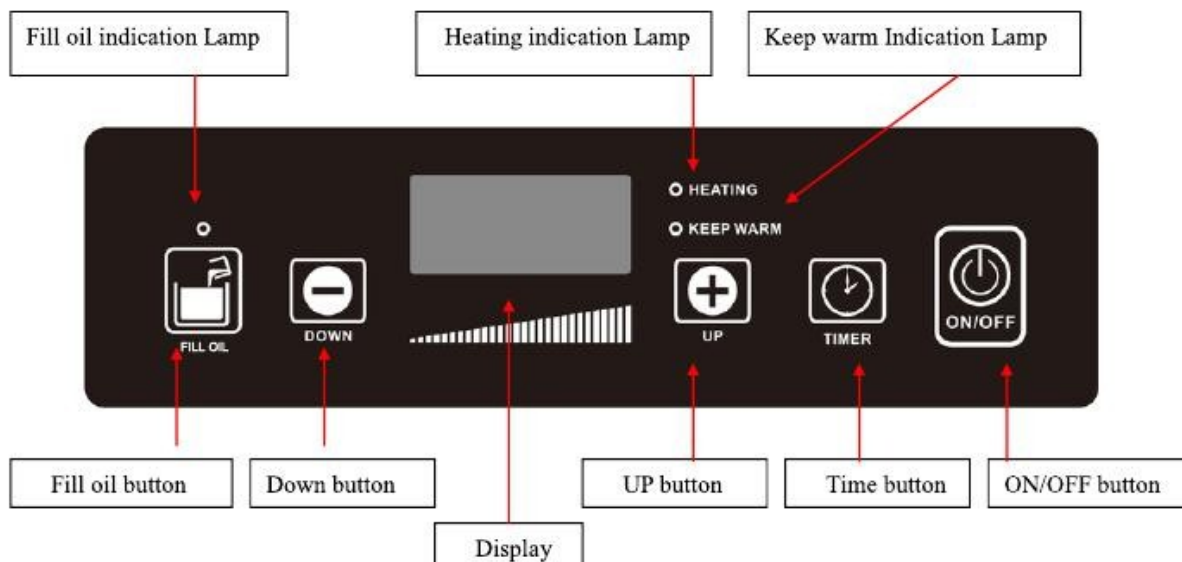 Fill oil indication Lamp
Heating indication Lamp
Keep warm Indication Lamp
HEATING
KEEP WARM
FILL OIL
DOWN
UP
TIMER
ON/OFF
Fill oil button
Down button
UP button
Time button
ON/OFF button
Display